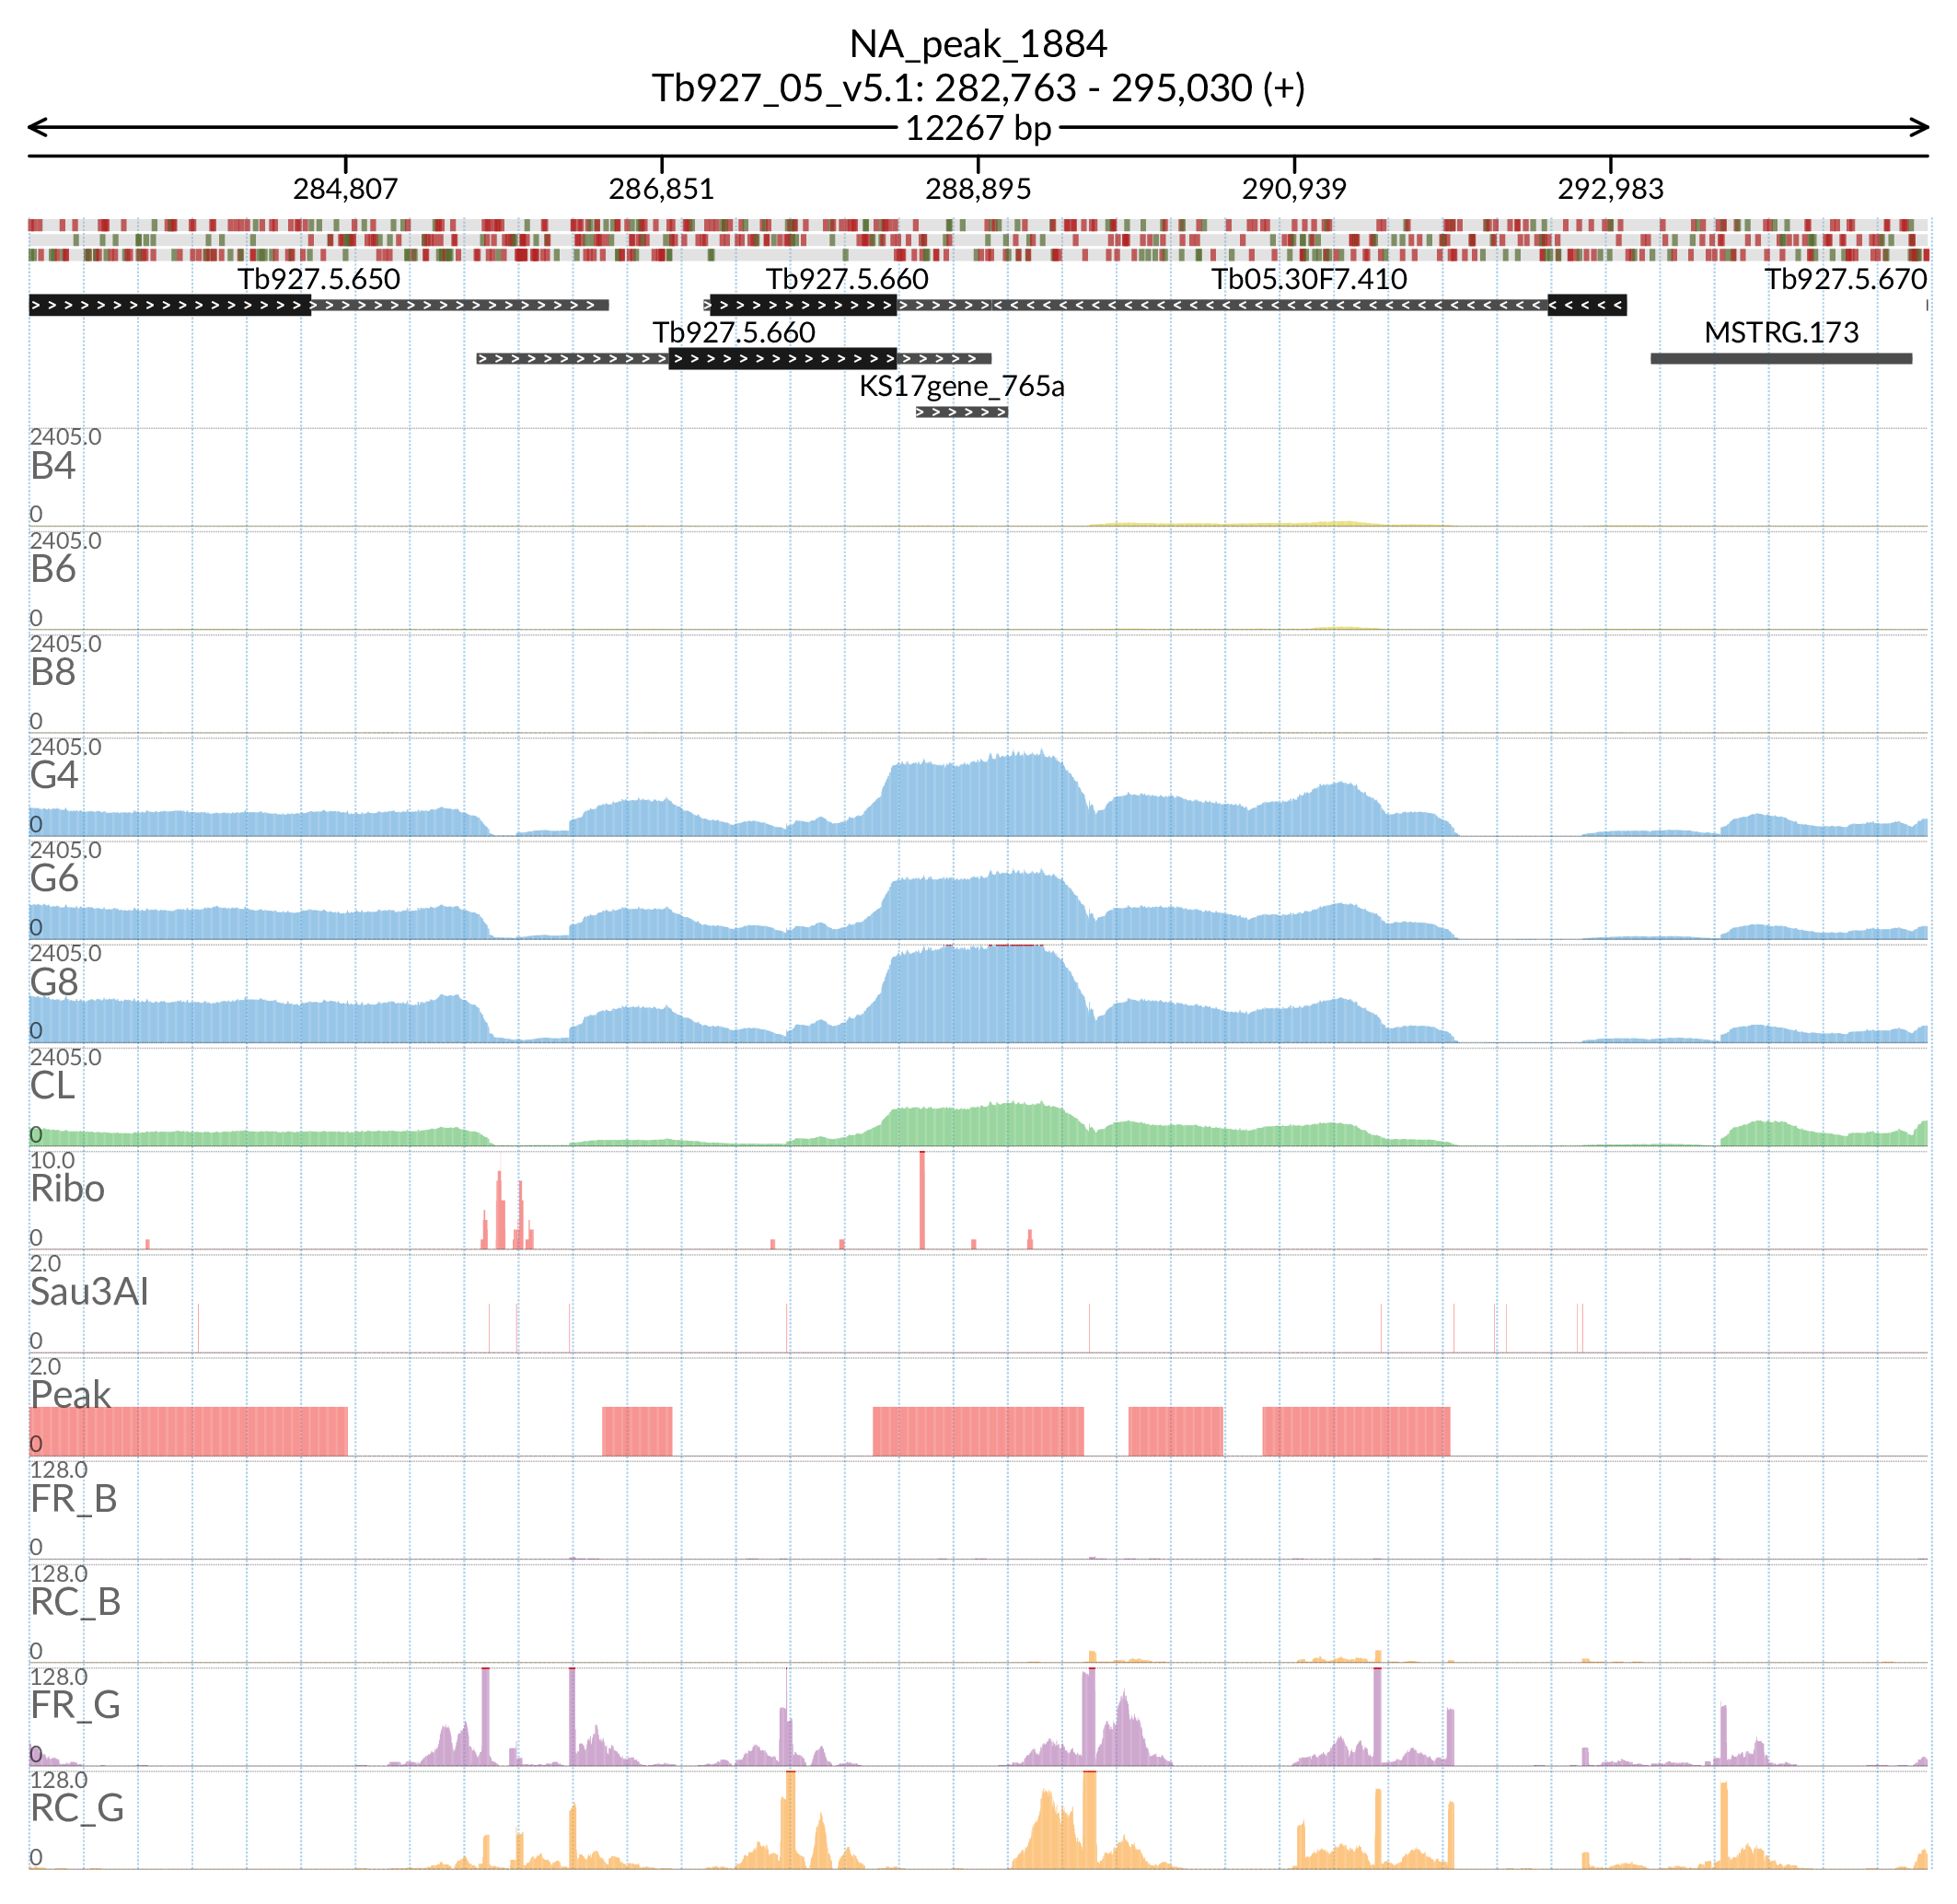 NA_peak_1884
Tb927_05_v5.1: 282,763 - 295,030 (+)
12267 bp
284,807 286,851 288,895 290,939 292,983
Tb927.5.650 Tb927.5.660 Tb05.30F7.410 Tb927.5.670
Tb927.5.660 MSTRG.173
KS17gene_765a
2405.0
B4
0
2405.0
B6
0
2405.0
B8
0
2405.0
G4
0
2405.0
G6
0
2405.0
G8
0
2405.0
CL
0
10.0
Ribo
0
2.0
Sau3AI
0
2.0
Peak
0
128.0
FR_B
0
128.0
RC_B
0
128.0
FR_G
0
128.0
RC_G
0